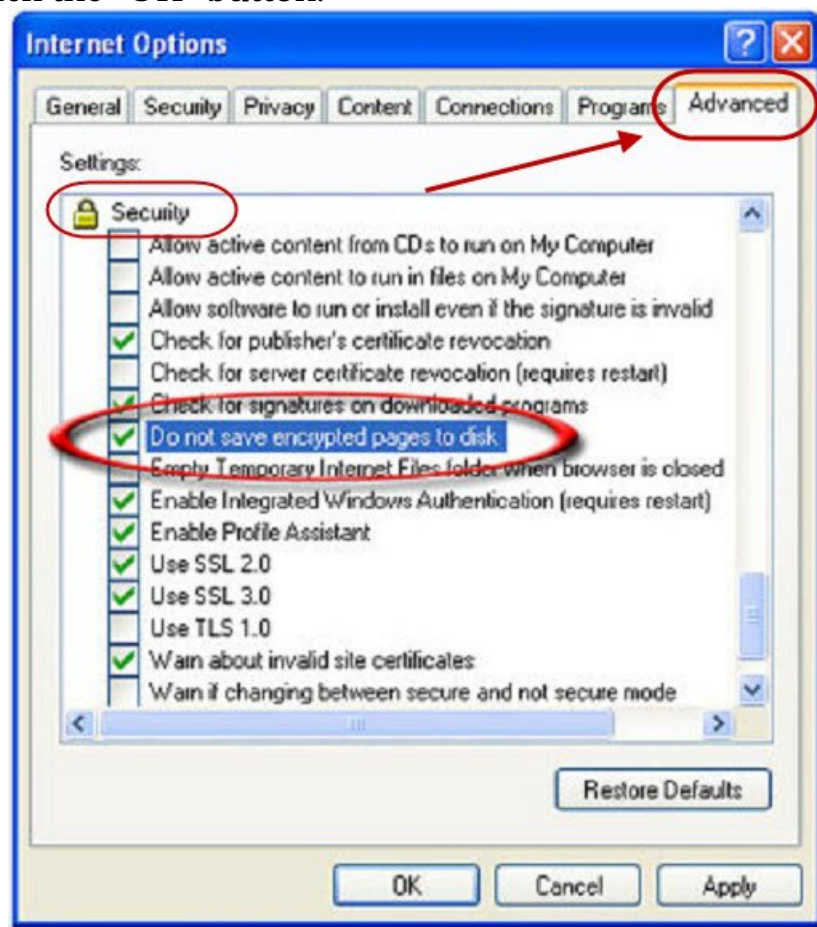 Internet Options
General Security Privacy Content Connections Programs Advanced
Settings:
Security
Allow active content from CDs to run on My Computer
Allow active content to run in files on My Computer
Allow software to run or install even if the signature is invalid
Check for publisher's certificate revocation
Check for server certificate revocation (requires restart)
Check for signatures on downloaded programs
Do not save encrypted pages to disk
Empty Temporary Internet Files folder when browser is closed
Enable Integrated Windows Authentication (requires restart)
Enable Profile Assistant
Use SSL 2.0
Use SSL 3.0
Use TLS 1.0
Warn about invalid site certificates
Warn if changing between secure and not secure mode
Restore Defaults
OK Cancel Apply